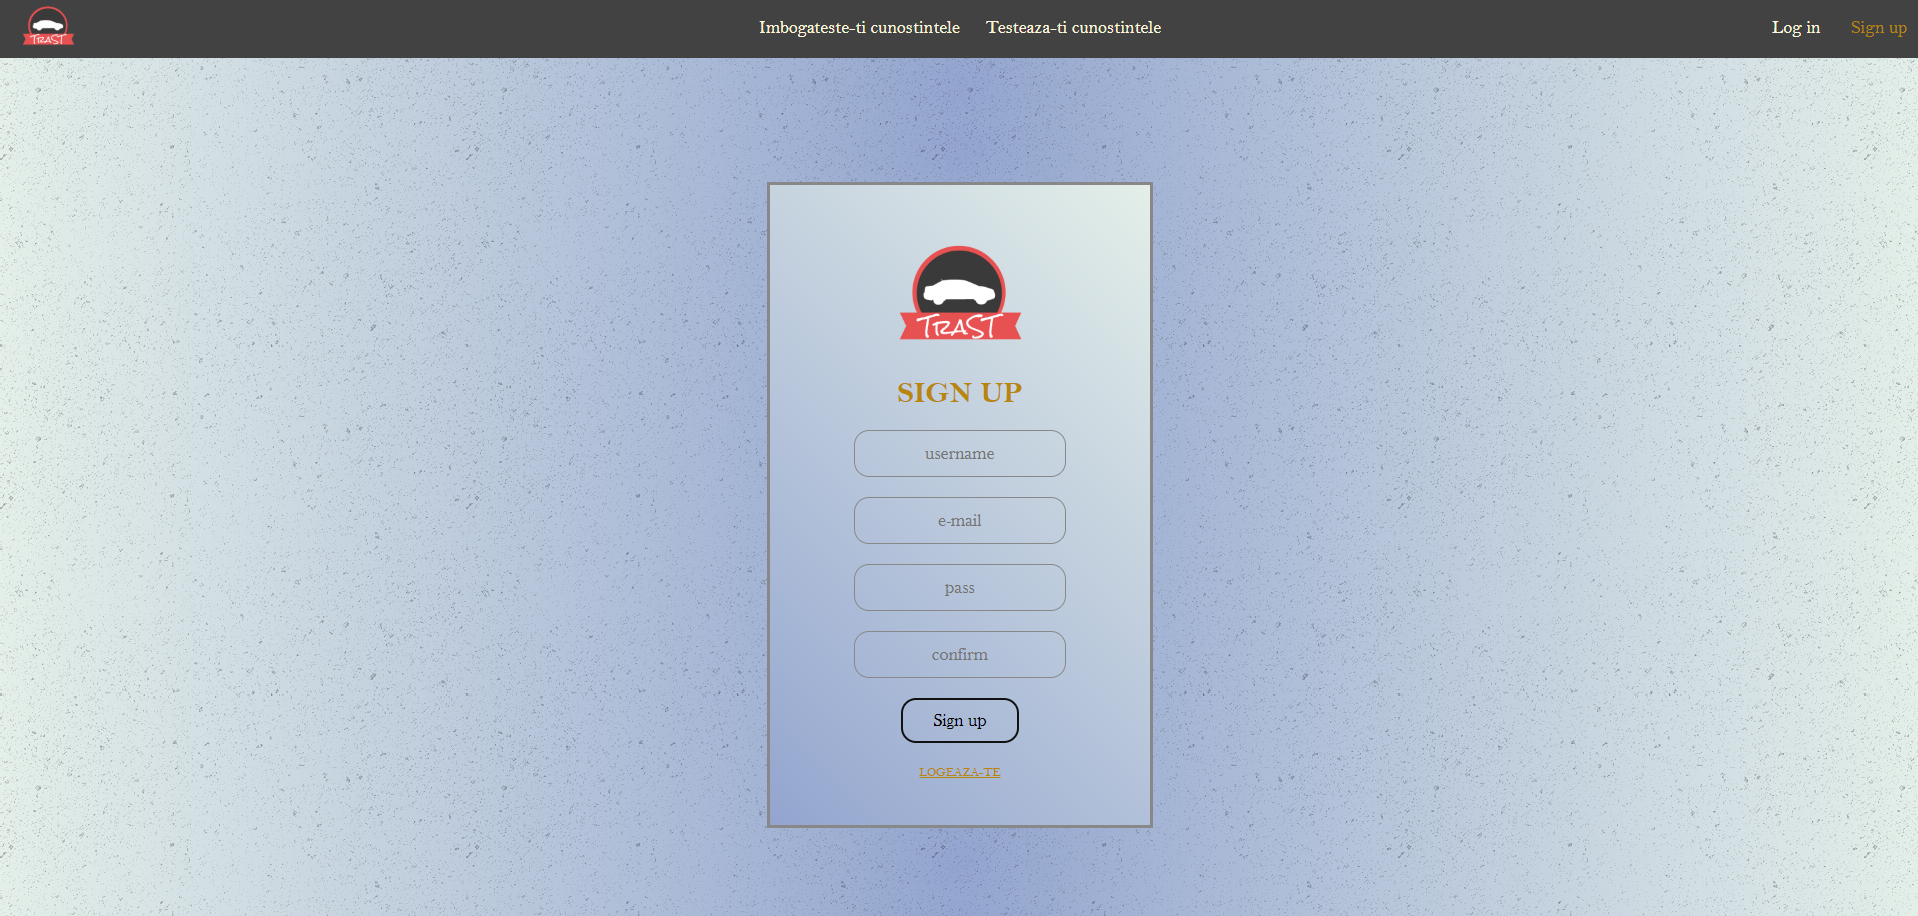 TRAST
Imbogateste-ti cunostintele Testeaza-ti cunostintele
Log in Sign up
TRAST
SIGN UP
username
e-mail
pass
confirm
Sign up
LOGEAZA-TE